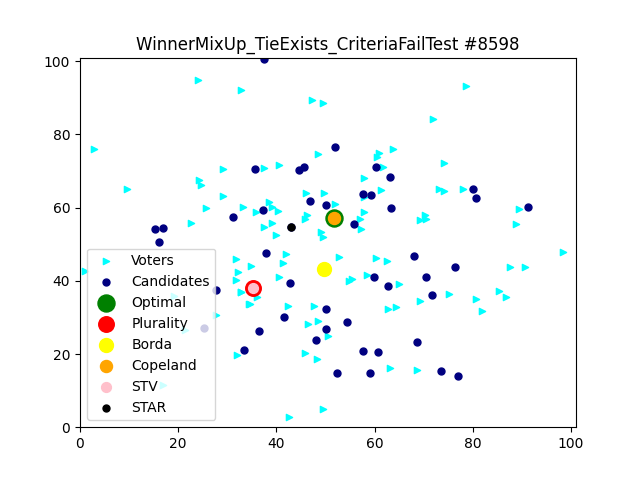 WinnerMixUp_TieExists_CriteriaFailTest #8598
100
80
60
40
20
0
Voters
Candidates
Optimal
Plurality
Borda
Copeland
STV
STAR
0 20 40 60 80 100